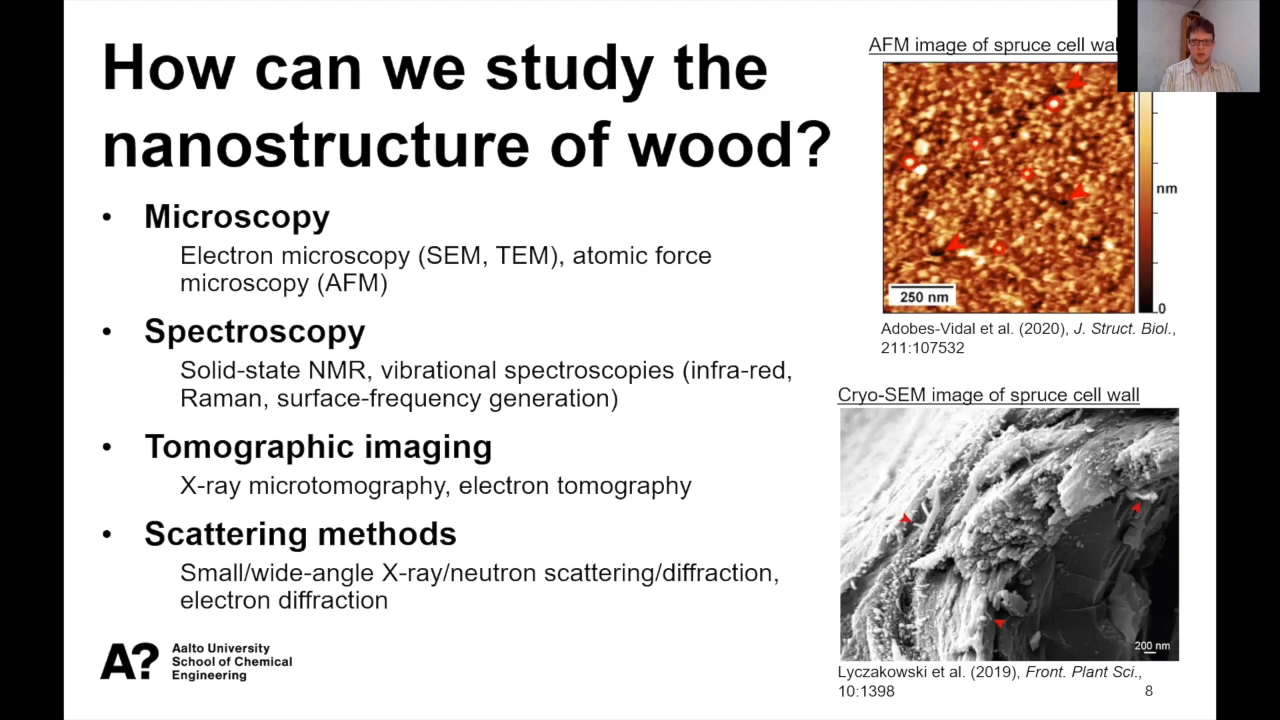 How can we study the
nanostructure of wood?
• Microscopy
Electron microscopy (SEM, TEM), atomic force
microscopy (AFM)
• Spectroscopy
Solid-state NMR, vibrational spectroscopies (infra-red,
Raman, surface-frequency generation)
• Tomographic imaging
X-ray microtomography, electron tomography
• Scattering methods
Small/wide-angle X-ray/neutron scattering/diffraction,
electron diffraction
A?
Aalto University
School of Chemical
Engineering
AFM image of spruce cell
nm
0
250 nm
Adobes-Vidal et al. (2020), J. Struct. Biol.,
211:107532
Cryo-SEM image of spruce cell wall
200 nm
Lyczakowski et al. (2019), Front. Plant Sci.,
10:1398
8